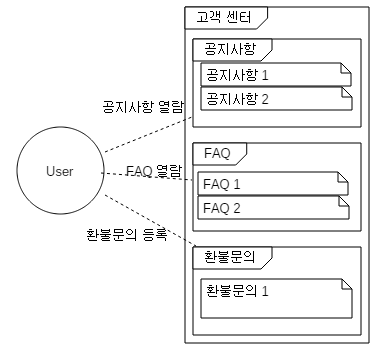 고객 센터
공지사항
공지사항 1
공지사항 2
공지사항 열람
FAQ
User
FAQ 열람
FAQ 1
FAQ 2
환불문의 등록
환불문의
환불문의 1